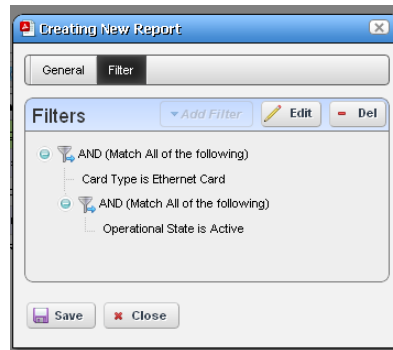 Creating New Report
General Filter
Filters Add Filter Edit Del
AND (Match All of the following)
Card Type is Ethernet Card
AND (Match All of the following)
Operational State is Active
Save Close